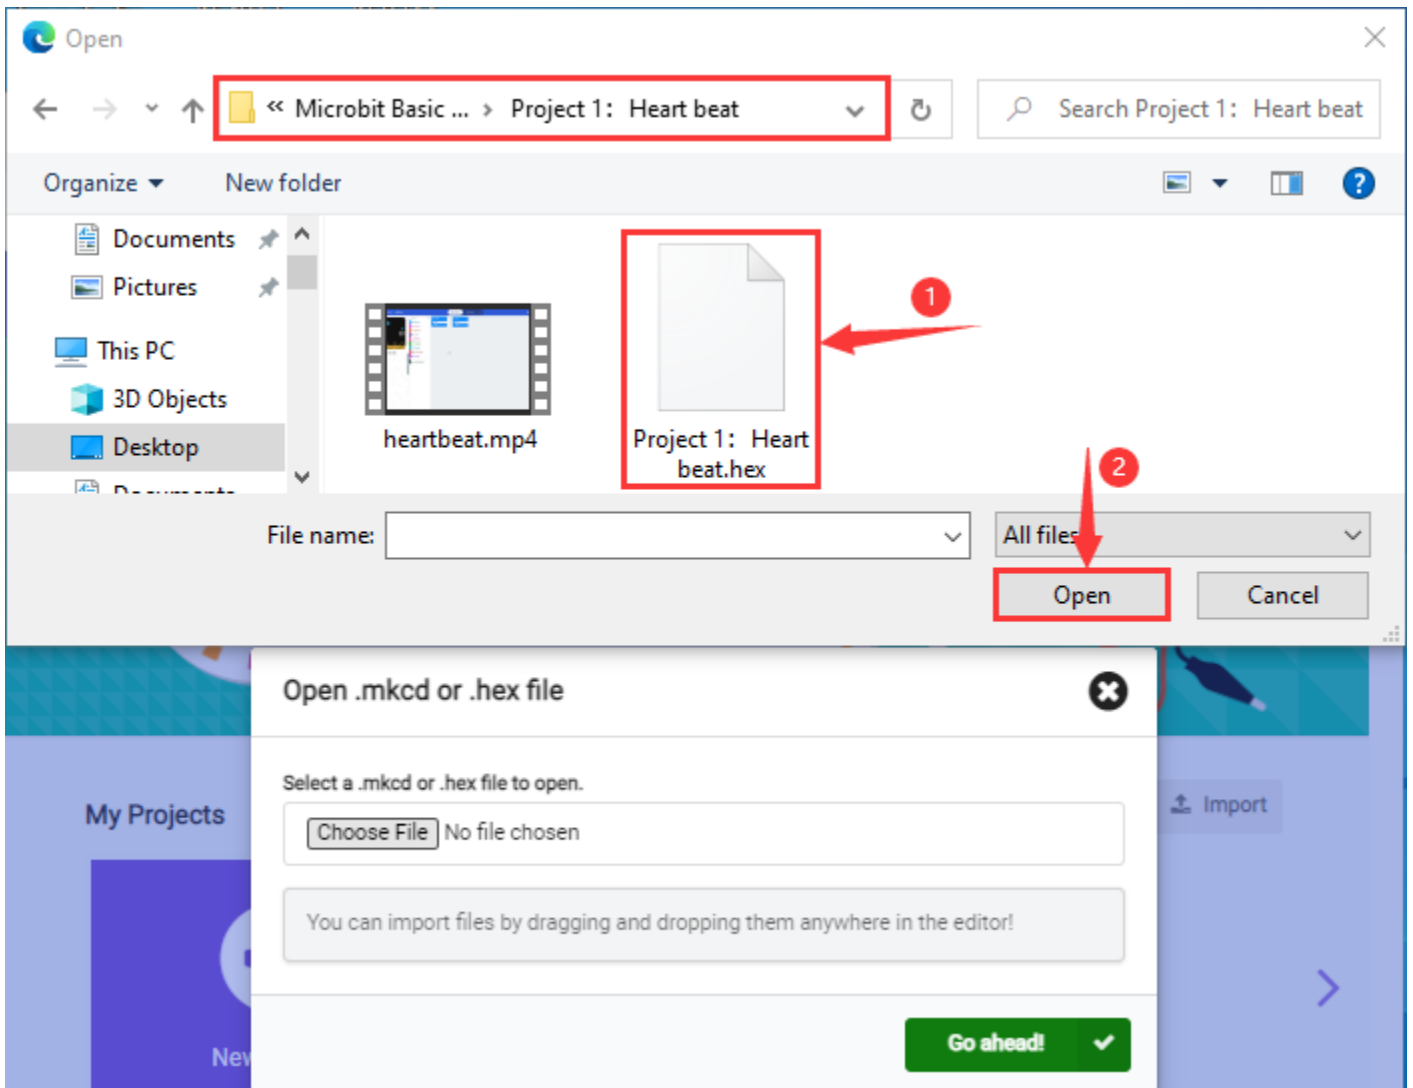 Open
« Microbit Basic ... › Project 1： Heart beat
Search Project 1： Heart beat
Organize
New folder
?
Documents
Pictures
This PC
3D Objects
Desktop
Documents
heartbeat.mp4
Project 1： Heart
beat.hex
1
2
File name:
All files
Open
Cancel
Open .mkcd or .hex file
Select a .mkcd or .hex file to open.
Choose File No file chosen
You can import files by dragging and dropping them anywhere in the editor!
My Projects
Import
New
Go ahead!